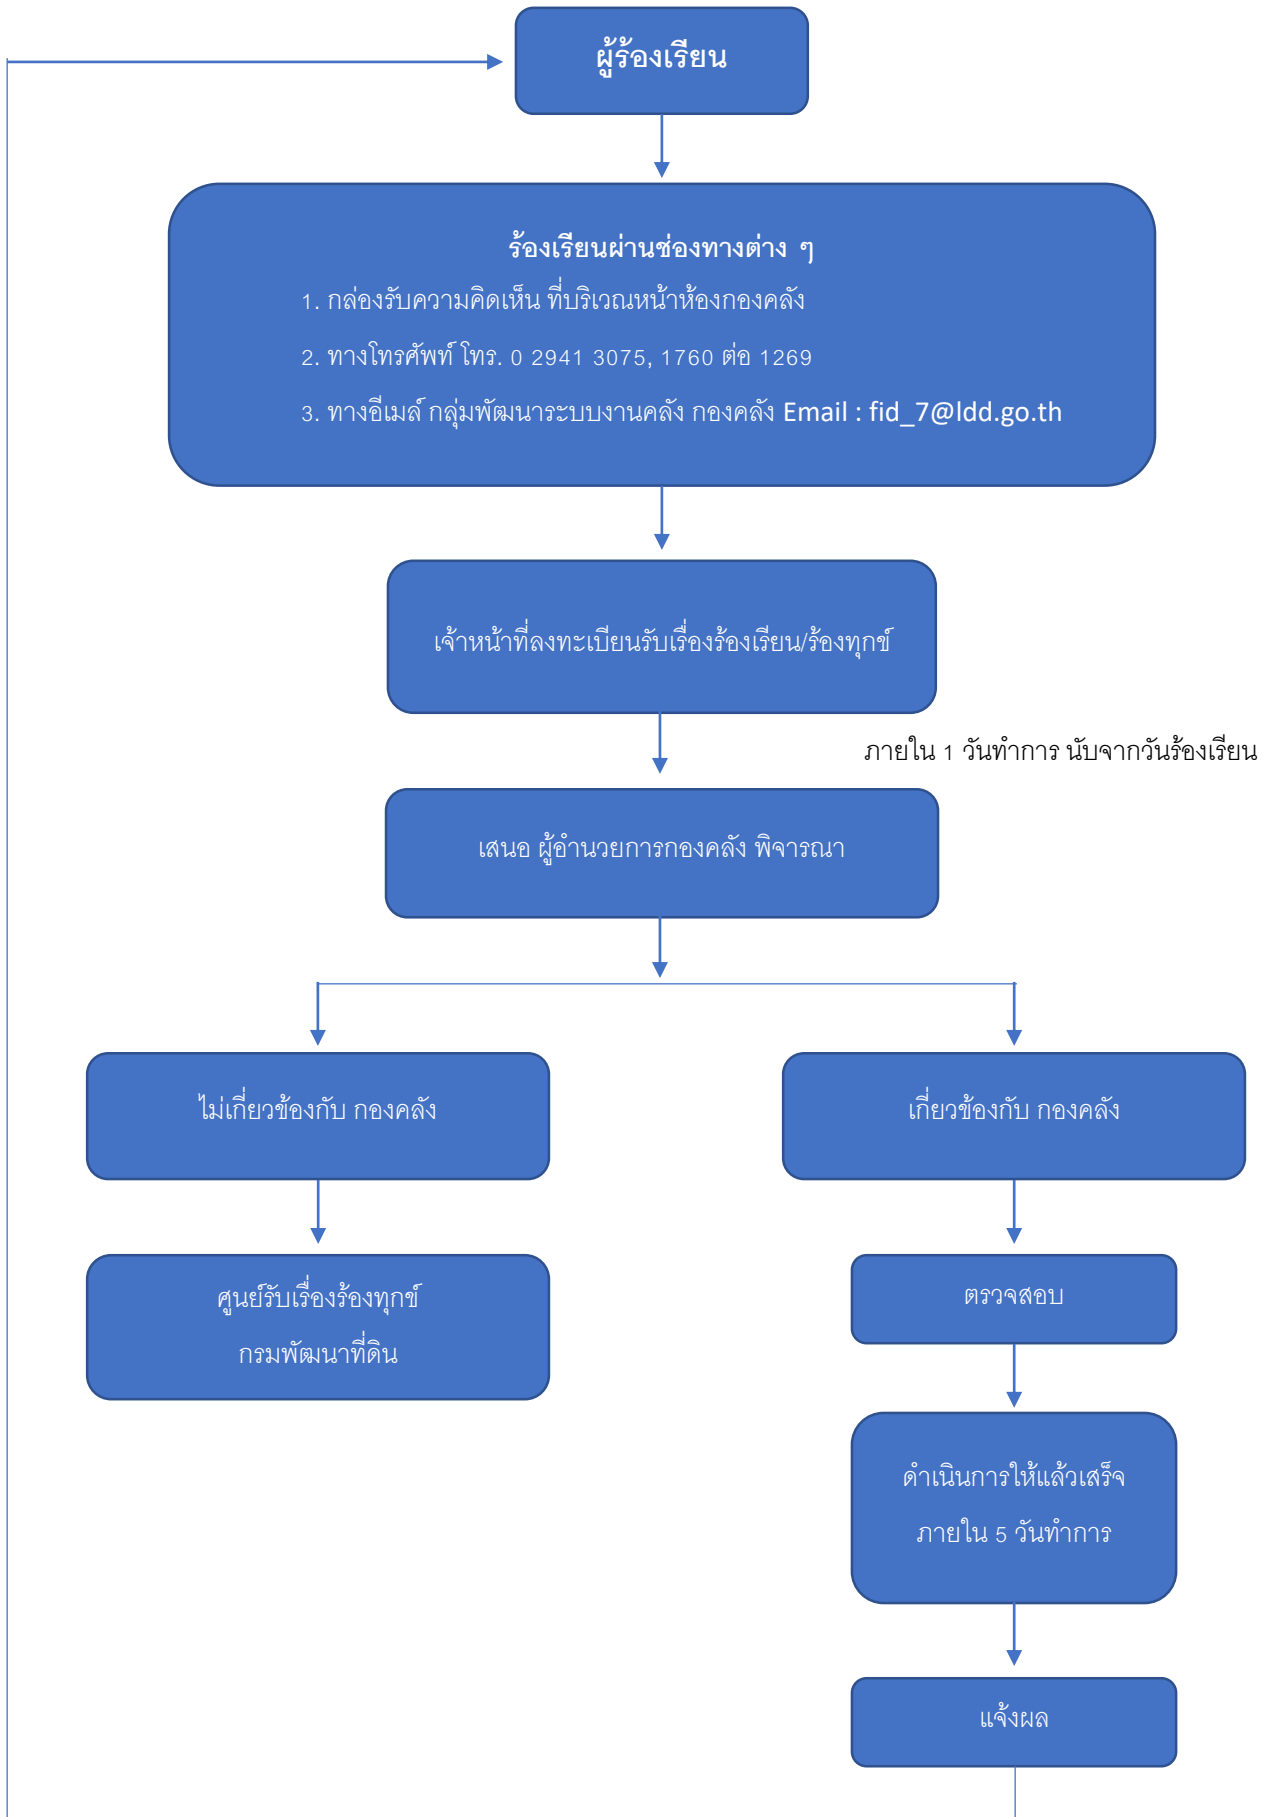 ผู้ร้องเรียน
ร้องเรียนผ่านช่องทางต่าง ๆ
1. กล่องรับความคิดเห็น ที่บริเวณหน้าห้องกองคลัง
2. ทางโทรศัพท์ โทร. 0 2941 3075, 1760 ต่อ 1269
3. ทางอีเมล์ กลุ่มพัฒนาระบบงานคลัง กองคลัง Email : fid_7@ldd.go.th
เจ้าหน้าที่ลงทะเบียนรับเรื่องร้องเรียน/ร้องทุกข์
ภายใน 1 วันทำการ นับจากวันร้องเรียน
เสนอ ผู้อำนวยการกองคลัง พิจารณา
ไม่เกี่ยวข้องกับ กองคลัง
เกี่ยวข้องกับ กองคลัง
ศูนย์รับเรื่องร้องทุกข์
กรมพัฒนาที่ดิน
ตรวจสอบ
ดำเนินการให้แล้วเสร็จ
ภายใน 5 วันทำการ
แจ้งผล